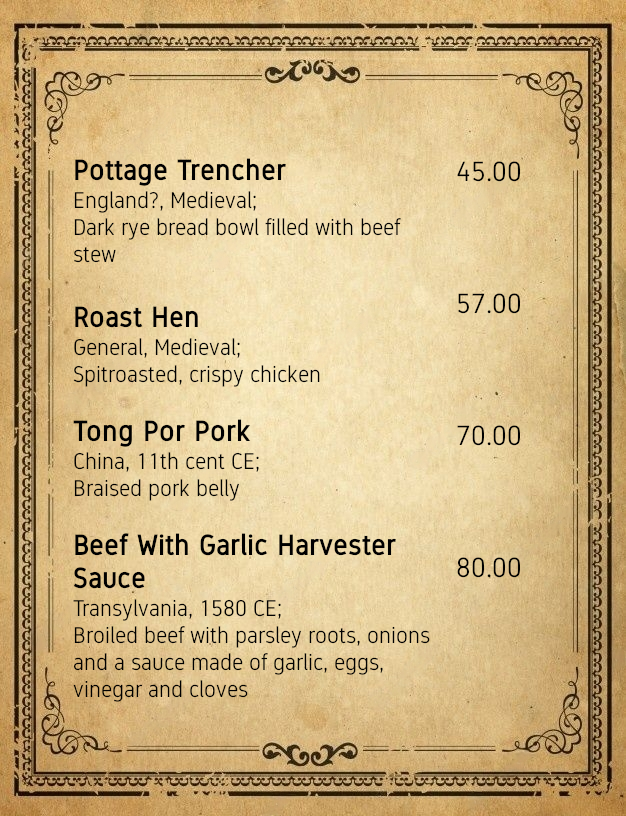 Pottage Trencher 45.00
England?, Medieval;
Dark rye bread bowl filled with beef
stew
Roast Hen 57.00
General, Medieval;
Spitroasted, crispy chicken
Tong Por Pork 70.00
China, 11th cent CE;
Braised pork belly
Beef With Garlic Harvester
Sauce 80.00
Transylvania, 1580 CE;
Broiled beef with parsley roots, onions
and a sauce made of garlic, eggs,
vinegar and cloves